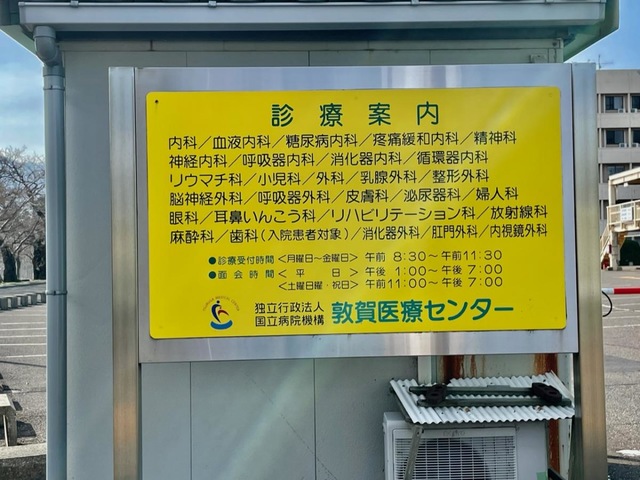 診療案内
内科／血液内科／糖尿病内科／疼痛緩和内科／精神科
神経内科／呼吸器内科／消化器内科／循環器内科
リウマチ科／小児科／外科／乳腺外科／整形外科
脳神経外科／呼吸器外科／皮膚科／泌尿器科／婦人科
眼科／耳鼻いんこう科／リハビリテーション科／放射線科
麻酔科／歯科(入院患者対象)／消化器外科／肛門外科／内視鏡外科
●診療受付時間＜月曜日～金曜日＞午前 8:30～午前11:30
●面会時間＜平日＞午後 1:00～午後 7:00
＜土曜日曜・祝日＞午前11:00～午後 7:00
独立行政法人
国立病院機構 敦賀医療センター